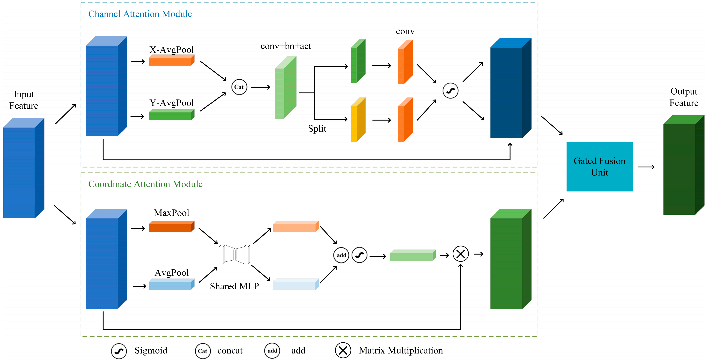 Channel Attention Module
X-AvgPool
conv+bn+act
conv
Input
Feature
Cat
Y-AvgPool
Split
Output
Feature
Gated Fusion
Unit
Coordinate Attention Module
MaxPool
AvgPool
Shared MLP
add
Sigmoid
Cat
concat
add
add
Matrix Multiplication